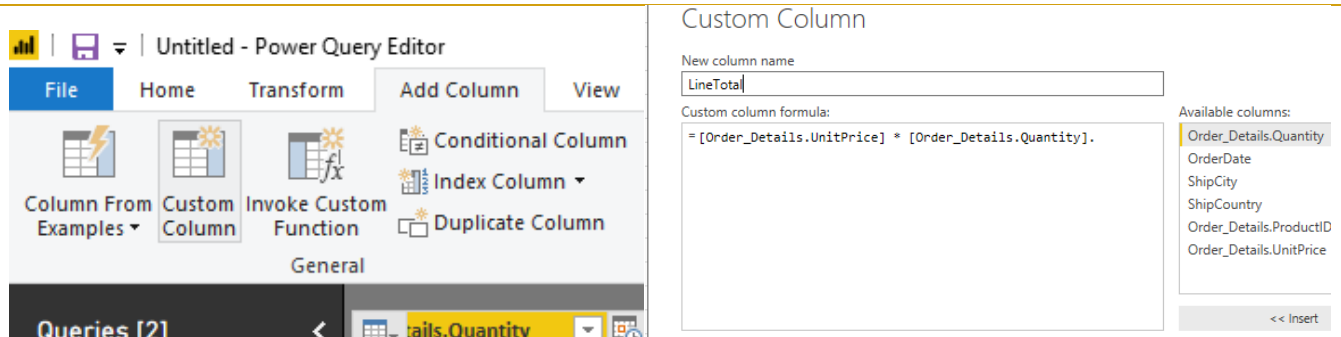 Untitled - Power Query Editor
File Home Transform Add Column View
Column From Examples
Custom Column
Invoke Custom Function
Conditional Column
Index Column
Duplicate Column
General
Queries [2]
tails.Quantity
Custom Column
New column name
LineTotal
Custom column formula:
= [Order_Details.UnitPrice] * [Order_Details.Quantity].
Available columns:
Order_Details.Quantity
OrderDate
ShipCity
ShipCountry
Order_Details.ProductID
Order_Details.UnitPrice
<< Insert